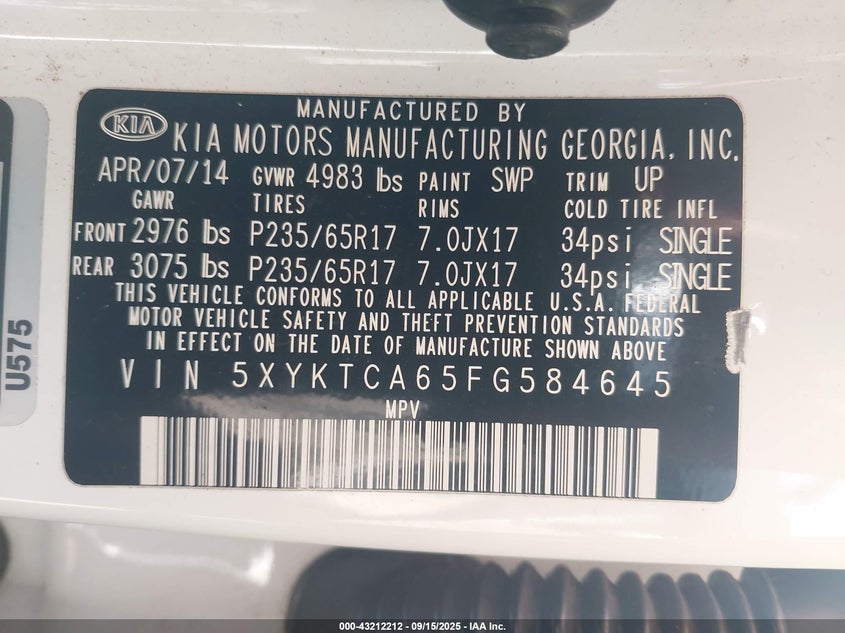 MANUFACTURED BY
KIA KIA MOTORS MANUFACTURING GEORGIA, INC.
APR/07/14 GVWR 4983 lbs PAINT SWP TRIM UP
GAWR TIRES RIMS COLD TIRE INFL
FRONT 2976 lbs P235/65R17 7.0JX17 34psi SINGLE
REAR 3075 lbs P235/65R17 7.0JX17 34psi SINGLE
THIS VEHICLE CONFORMS TO ALL APPLICABLE U.S.A. FEDERAL
MOTOR VEHICLE SAFETY AND THEFT PREVENTION STANDARDS
IN EFFECT ON THE DATE OF MANUFACTURE SHOWN ABOVE
VIN 5XYKTCA65FG584645
MPV
U575
000-43212212 - 09/15/2025 - IAA Inc.